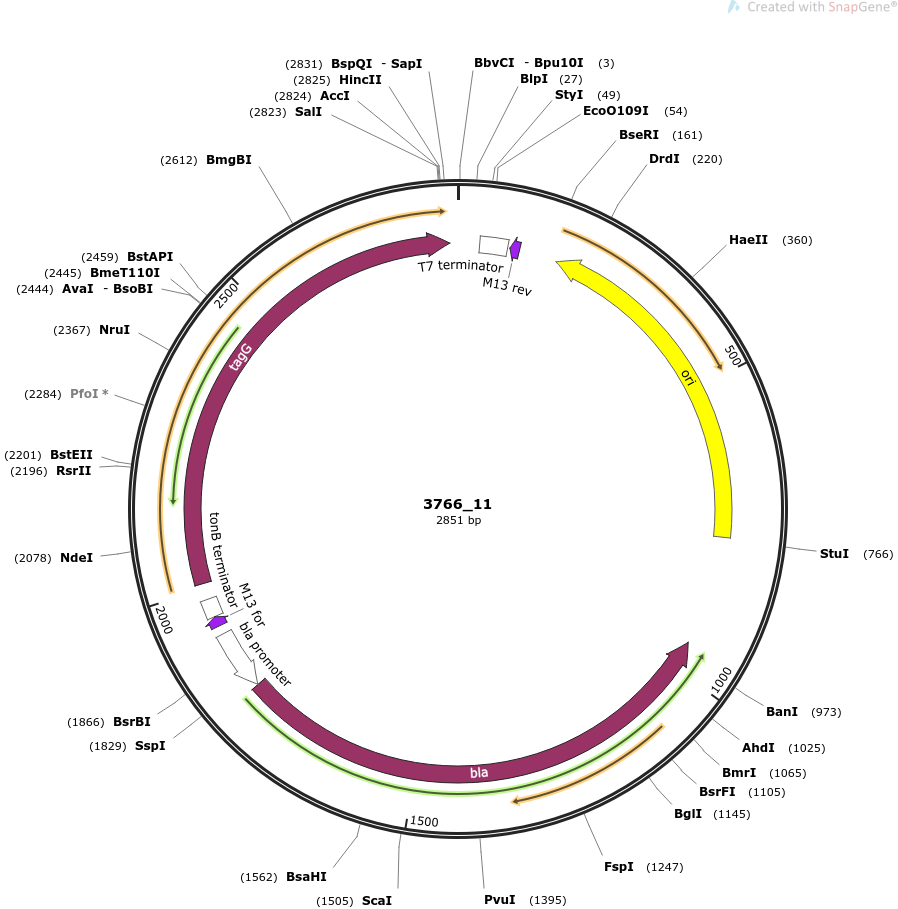 Created with SnapGene®
(2831) BspQI - SapI
(2825) HincII
(2824) AccI
(2823) SalI
BbvCI - Bpu10I (3)
BlpI (27)
StyI (49)
EcoO109I (54)
BseRI (161)
DrdI (220)
HaeII (360)
(2612) BmgBI
(2459) BstAPI
(2445) BmeT110I
(2444) AvaI - BsoBI
(2367) NruI
(2284) PfoI *
(2201) BstEII
(2196) RsrII
(2078) NdeI
(1866) BsrBI
(1829) SspI
(1562) BsaHI
(1505) ScaI
PvuI (1395)
FspI (1247)
BglI (1145)
BsrFI (1105)
BmrI (1065)
AhdI (1025)
BanI (973)
StuI (766)
500
1000
1500
2000
2500
T7 terminator
M13 rev
ori
tagG
tonB terminator
M13 for
bla promoter
bla
3766_11
2851 bp